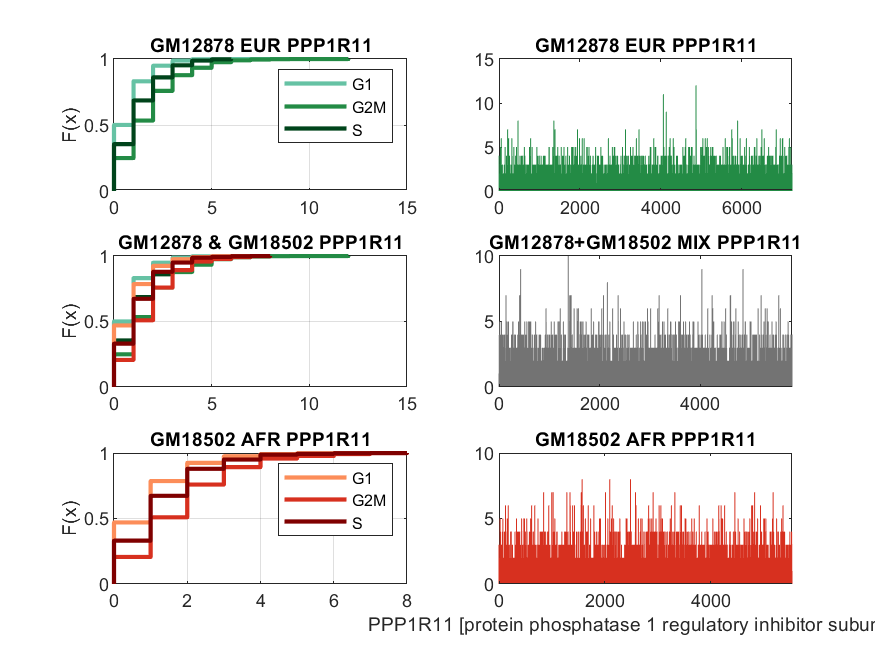 GM12878 EUR PPP1R11
1
0.5
0
F(x)
0 5 10 15
G1
G2M
S
GM12878 EUR PPP1R11
15
10
5
0
0 2000 4000 6000
GM12878 & GM18502 PPP1R11
1
0.5
0
F(x)
0 5 10 15
GM12878+GM18502 MIX PPP1R11
10
5
0
0 2000 4000
GM18502 AFR PPP1R11
1
0.5
0
F(x)
0 2 4 6 8
G1
G2M
S
GM18502 AFR PPP1R11
10
5
0
0 2000 4000
PPP1R11 [protein phosphatase 1 regulatory inhibitor